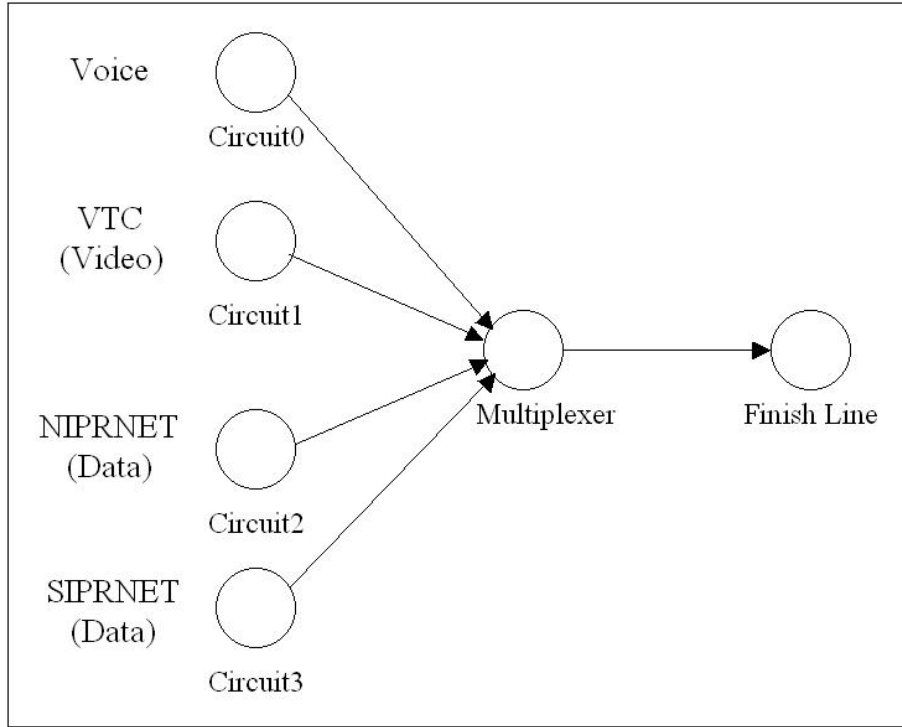 Voice
Circuit0
VTC
(Video)
Circuit1
Multiplexer
Finish Line
NIPRNET
(Data)
Circuit2
SIPRNET
(Data)
Circuit3